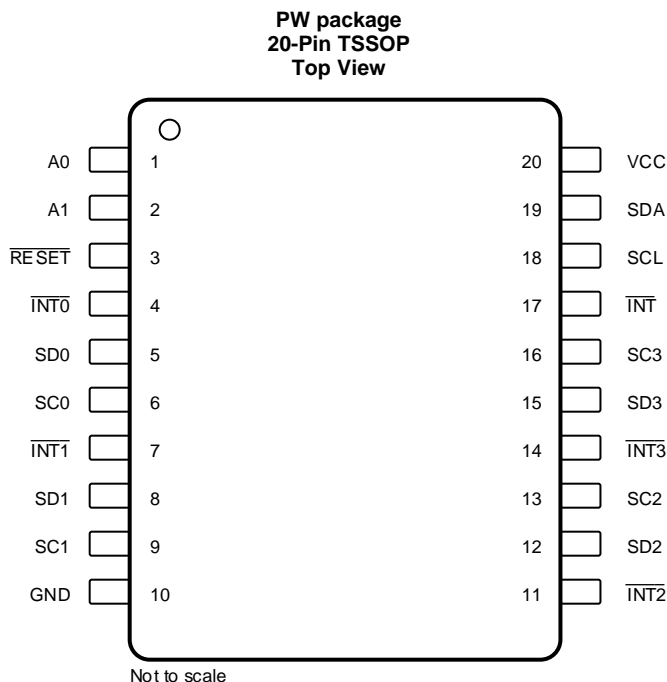 PW package
20-Pin TSSOP
Top View
A0 1 20 VCC
A1 2 19 SDA
RESET 3 18 SCL
INT0 4 17 INT
SD0 5 16 SC3
SC0 6 15 SD3
INT1 7 14 INT3
SD1 8 13 SC2
SC1 9 12 SD2
GND 10 11 INT2
Not to scale